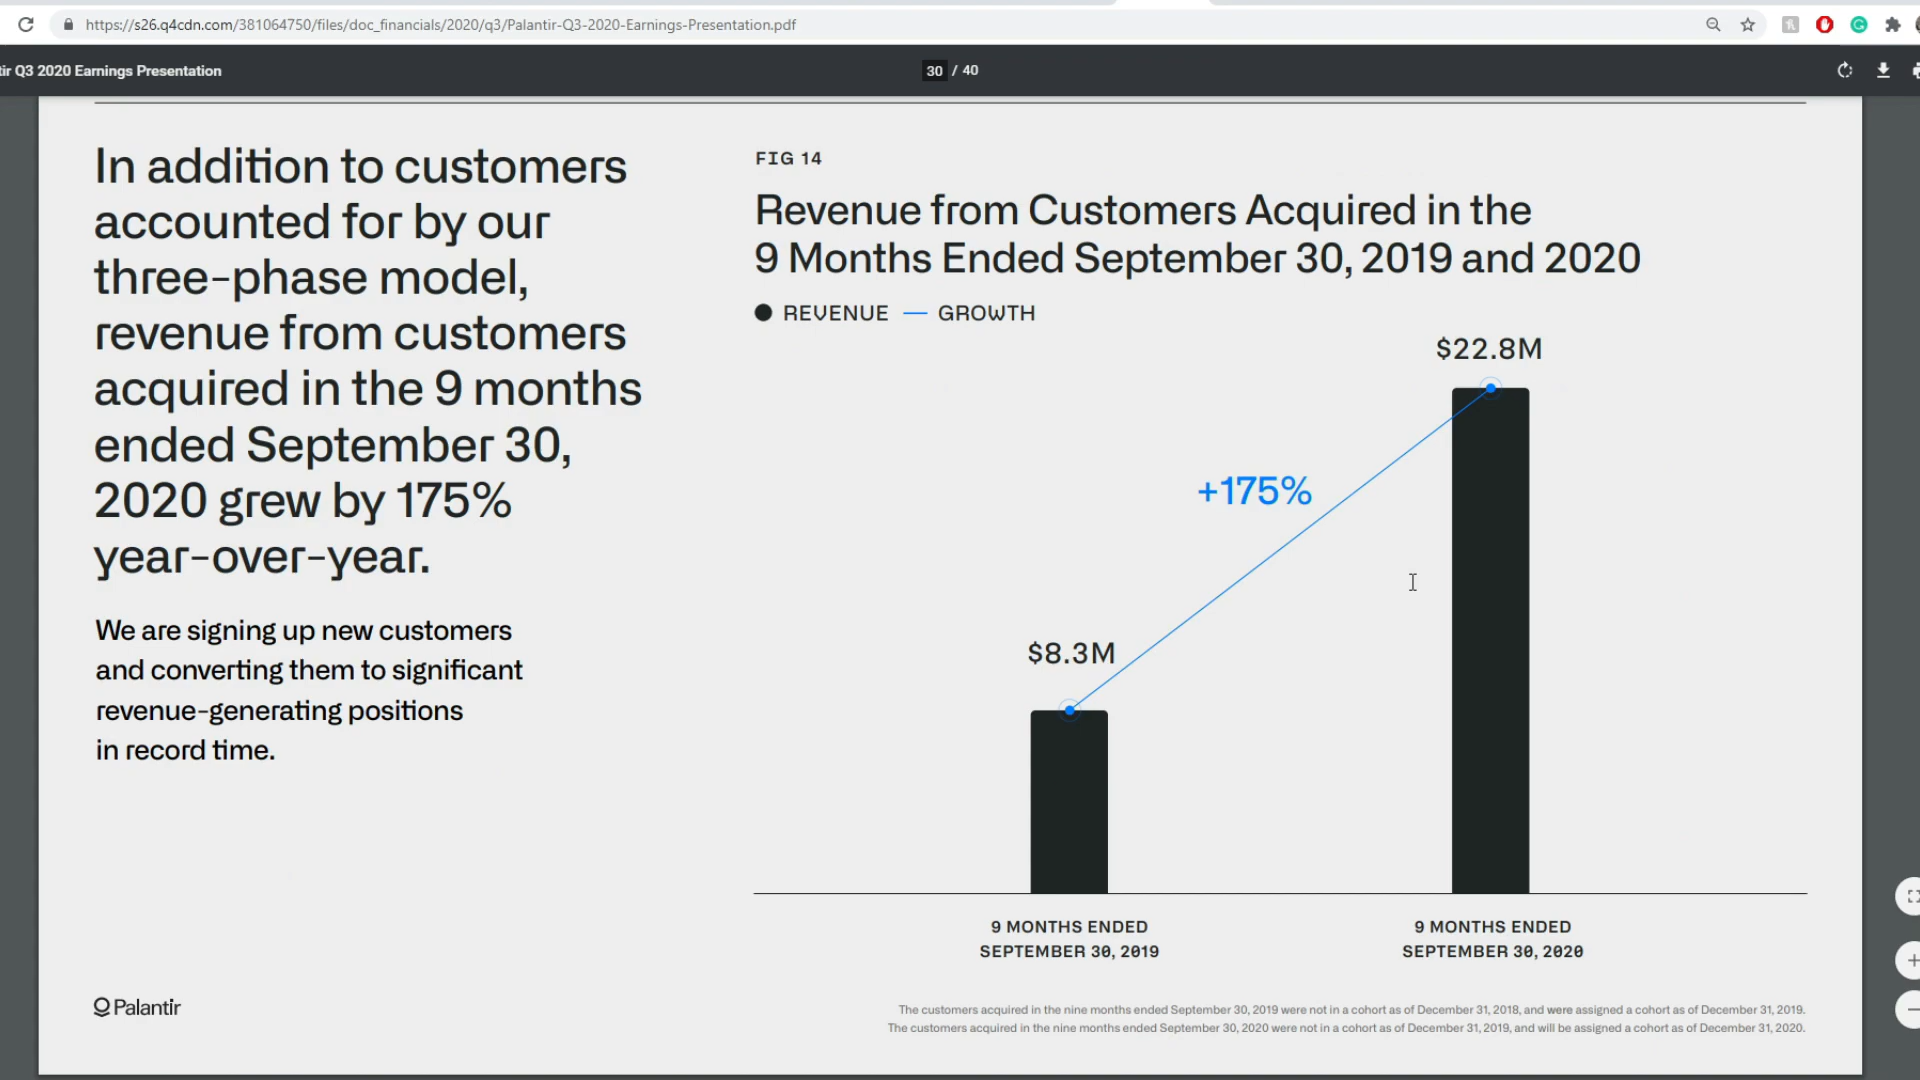 https://s26.q4cdn.com/381064750/files/doc_financials/2020/q3/Palantir-Q3-2020-Earnings-Presentation.pdf
tir Q3 2020 Earnings Presentation
30 / 40
In addition to customers
accounted for by our
three-phase model,
revenue from customers
acquired in the 9 months
ended September 30,
2020 grew by 175%
year-over-year.
We are signing up new customers
and converting them to significant
revenue-generating positions
in record time.
FIG 14
Revenue from Customers Acquired in the
9 Months Ended September 30, 2019 and 2020
REVENUE GROWTH
$22.8M
+175%
$8.3M
9 MONTHS ENDED
SEPTEMBER 30, 2019
9 MONTHS ENDED
SEPTEMBER 30, 2020
Palantir
The customers acquired in the nine months ended September 30, 2019 were not in a cohort as of December 31, 2018, and were assigned a cohort as of December 31, 2019.
The customers acquired in the nine months ended September 30, 2020 were not in a cohort as of December 31, 2019, and will be assigned a cohort as of December 31, 2020.